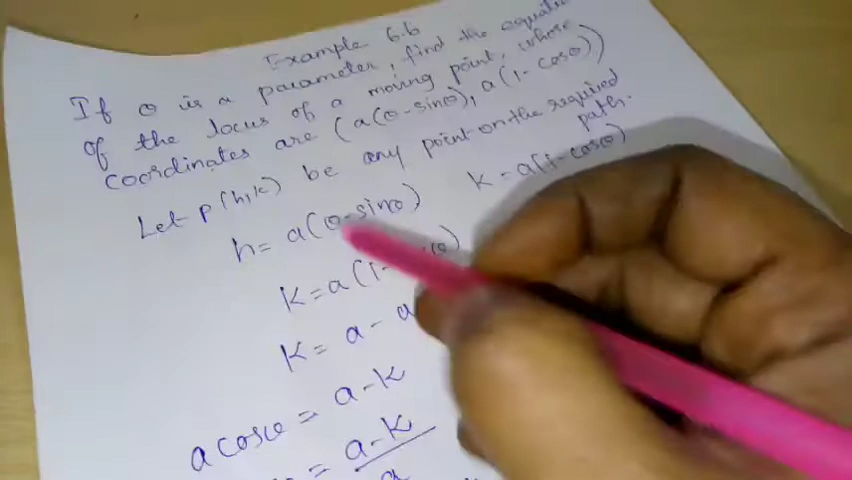 Example 6.6
If θ is a parameter, find the equation
of the locus of a moving point, whose
coordinates are (a(θ-sinθ), a(1-cosθ))
Let P(h,k) be any point on the required path.
h = a(θ-sinθ) k = a(1-cosθ)
k = a(1-
k = a - a
a cosθ = a-k
= a-k
a